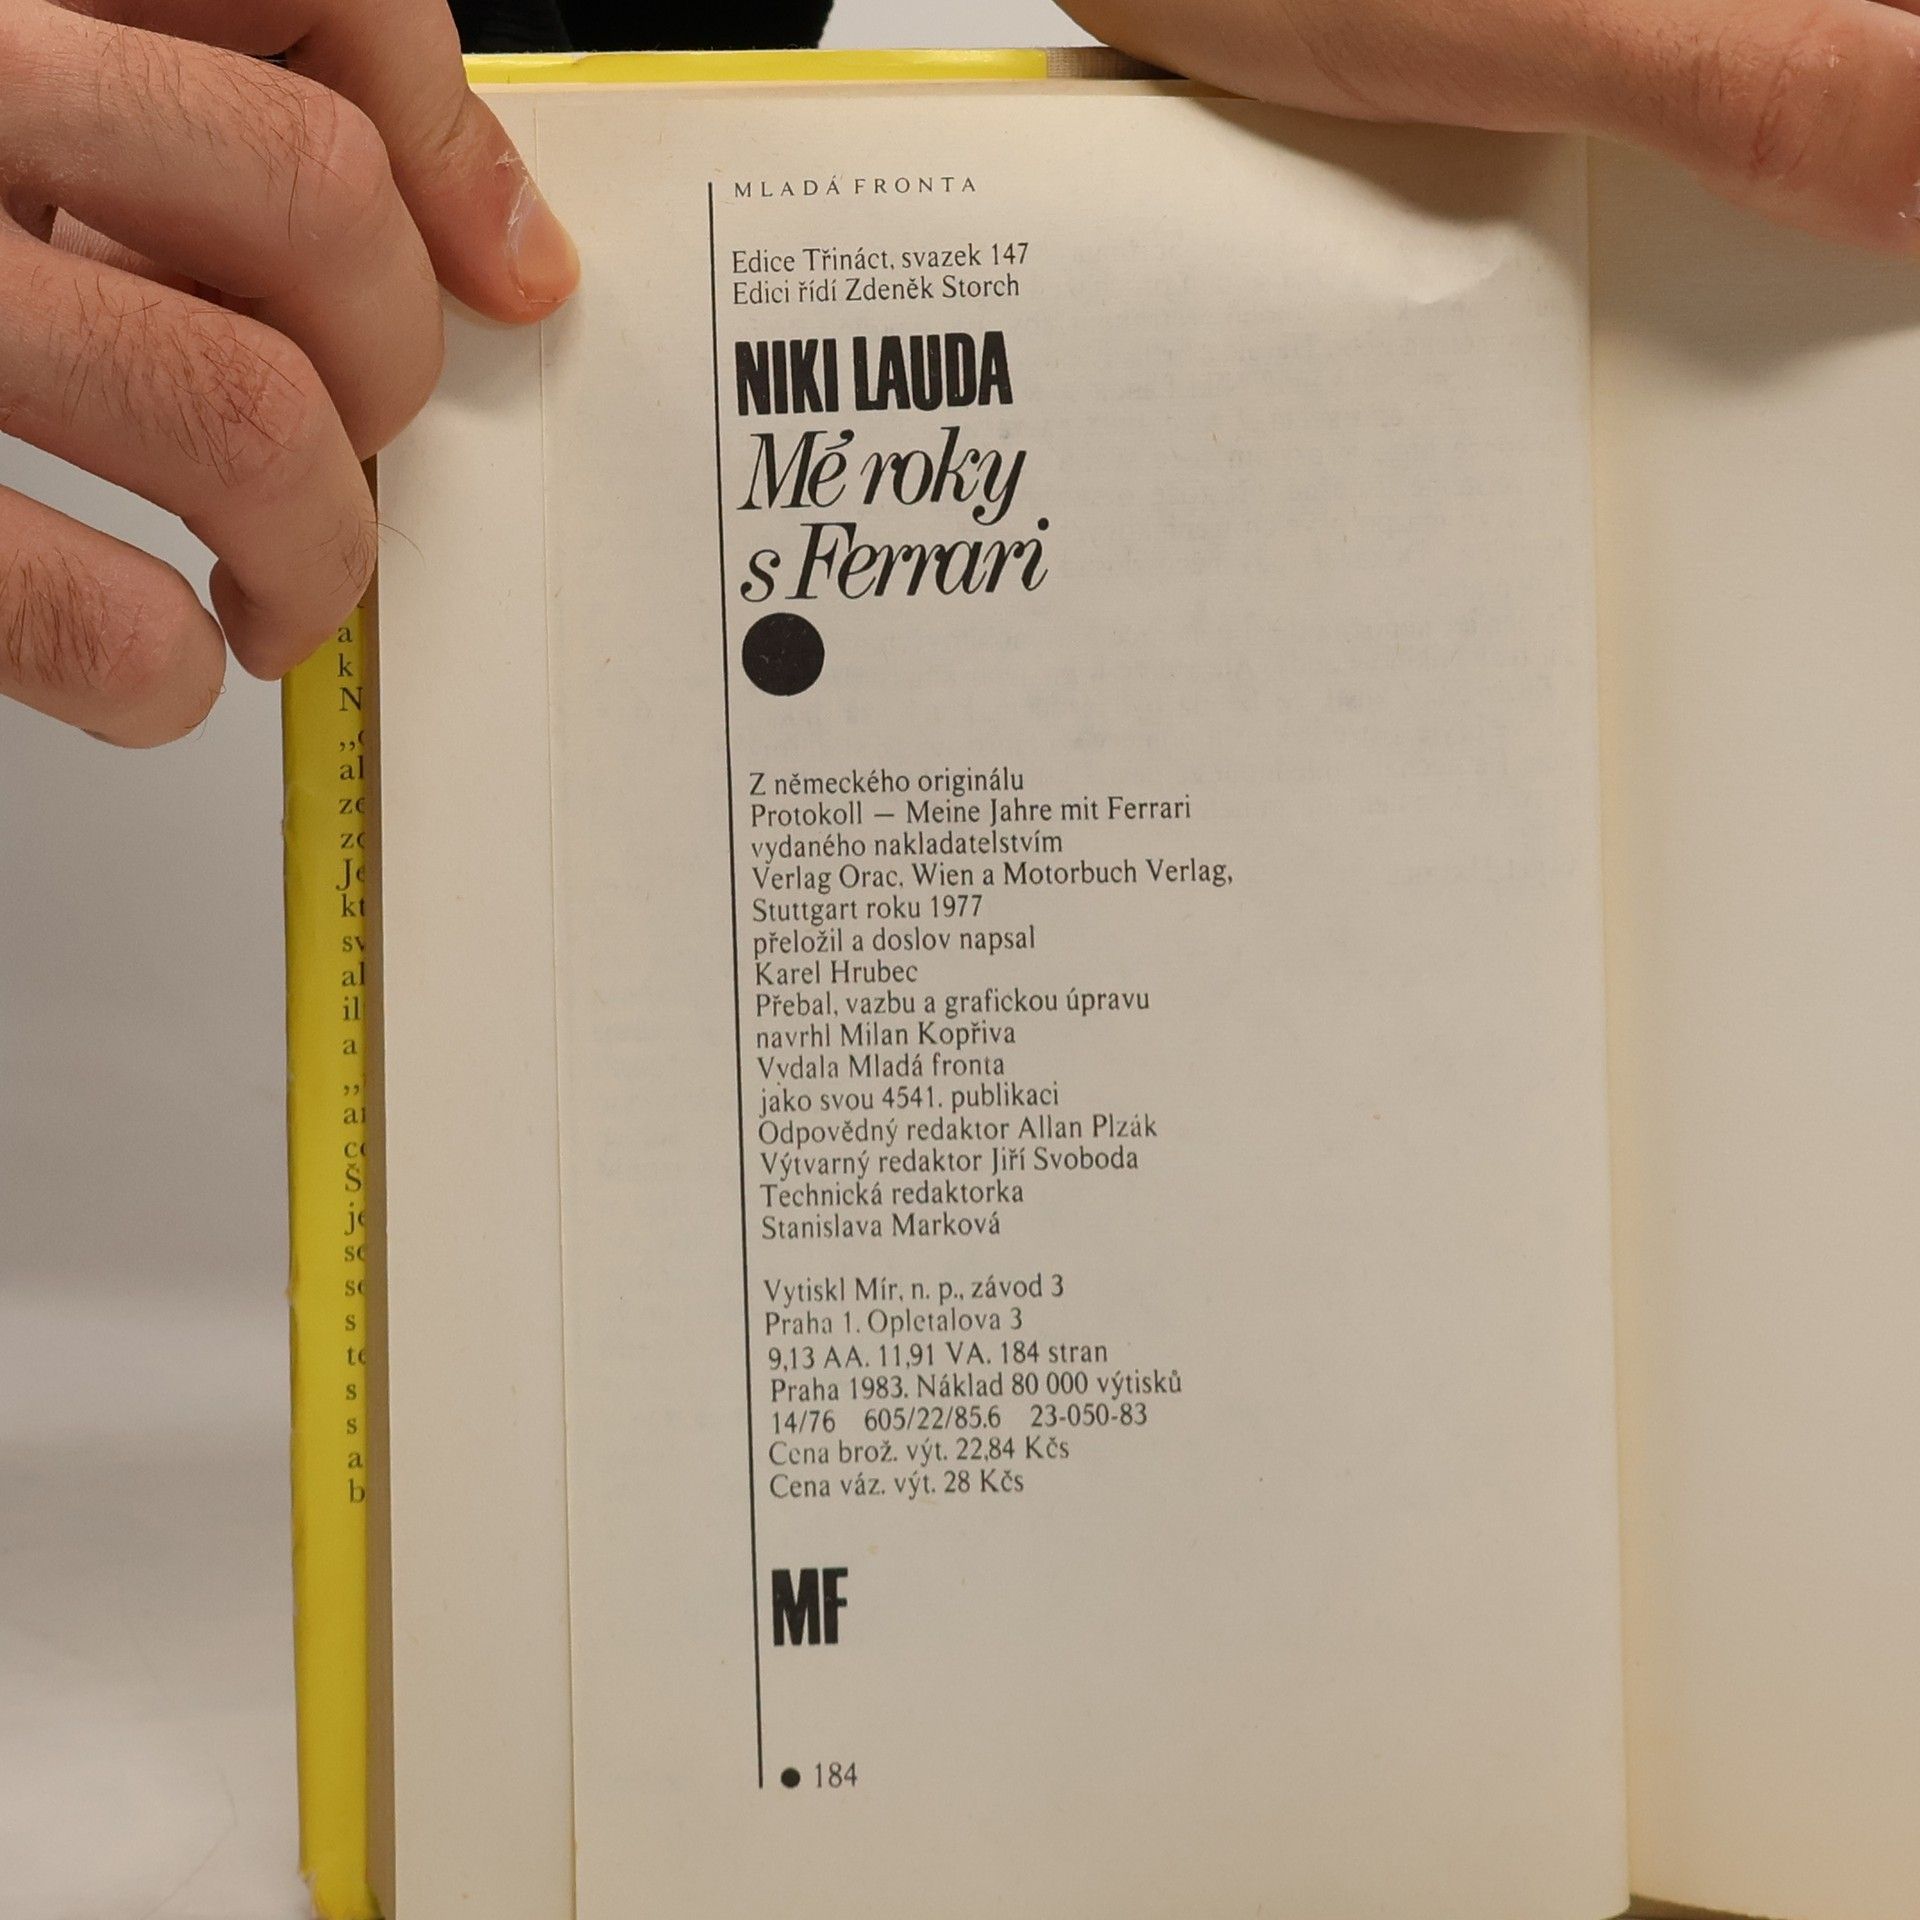 MLADÁ FRONTA
Edice Třináct, svazek 147
Edici řídí Zdeněk Storch
NIKI LAUDA
Mé roky
s Ferrari
Z německého originálu
Protokoll — Meine Jahre mit Ferrari
vydaného nakladatelstvím
Verlag Orac, Wien a Motorbuch Verlag,
Stuttgart roku 1977
přeložil a doslov napsal
Karel Hrubec
Přebal, vazbu a grafickou úpravu
navrhl Milan Kopřiva
Vydala Mladá fronta
jako svou 4541. publikaci
Odpovědný redaktor Allan Plzák
Výtvarný redaktor Jiří Svoboda
Technická redaktorka
Stanislava Marková
Vytiskl Mír, n. p., závod 3
Praha 1. Opletalova 3
9,13 AA. 11,91 VA. 184 stran
Praha 1983. Náklad 80 000 výtisků
14/76 605/22/85.6 23-050-83
Cena brož. výt. 22,84 Kčs
Cena váz. výt. 28 Kčs
MF
● 184